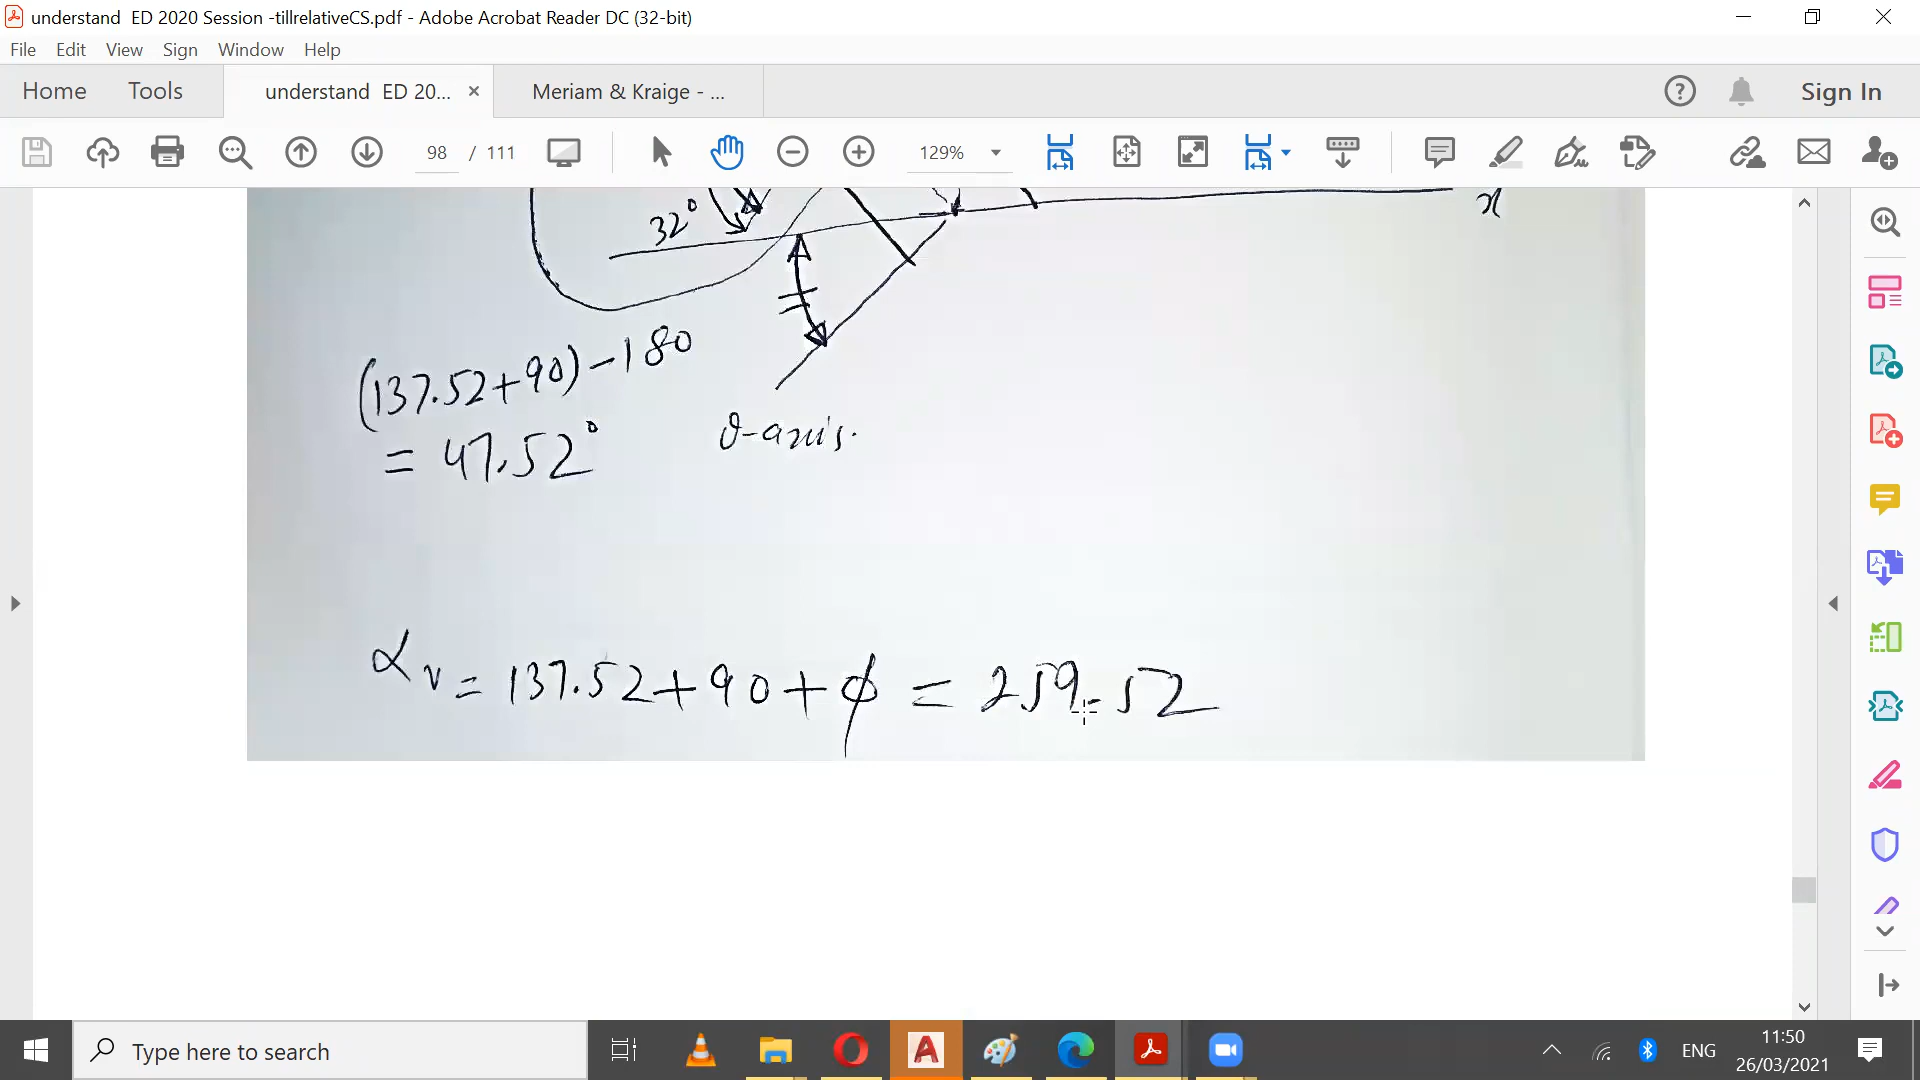 understand ED 2020 Session -tillrelativeCS.pdf - Adobe Acrobat Reader DC (32-bit)
File Edit View Sign Window Help
Home Tools understand ED 20... × Meriam & Kraige - ... Sign In
98 / 111 129%
32° x
(137.52+90)-180
= 47.52° θ-axis.
αv = 137.52+90+ϕ = 259.52
Type here to search
ENG 11:50
26/03/2021